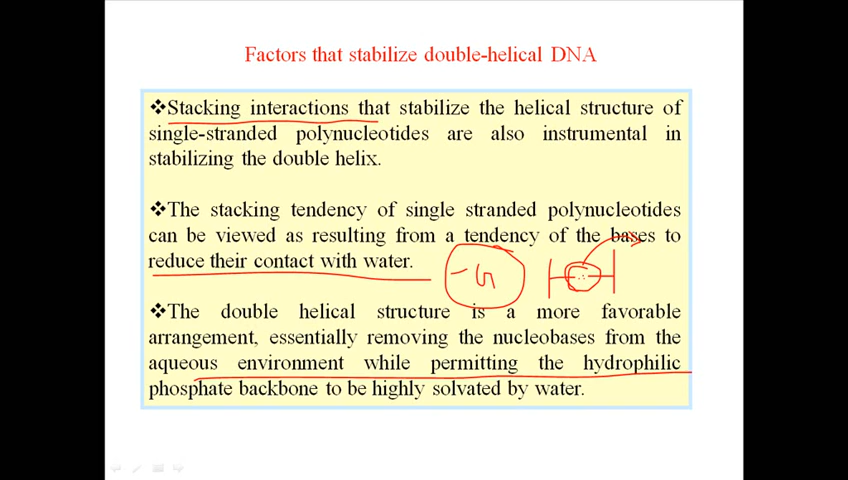 Factors that stabilize double-helical DNA
❖Stacking interactions that stabilize the helical structure of
single-stranded polynucleotides are also instrumental in
stabilizing the double helix.
❖The stacking tendency of single stranded polynucleotides
can be viewed as resulting from a tendency of the bases to
reduce their contact with water.
❖The double helical structure is a more favorable
arrangement, essentially removing the nucleobases from the
aqueous environment while permitting the hydrophilic
phosphate backbone to be highly solvated by water.